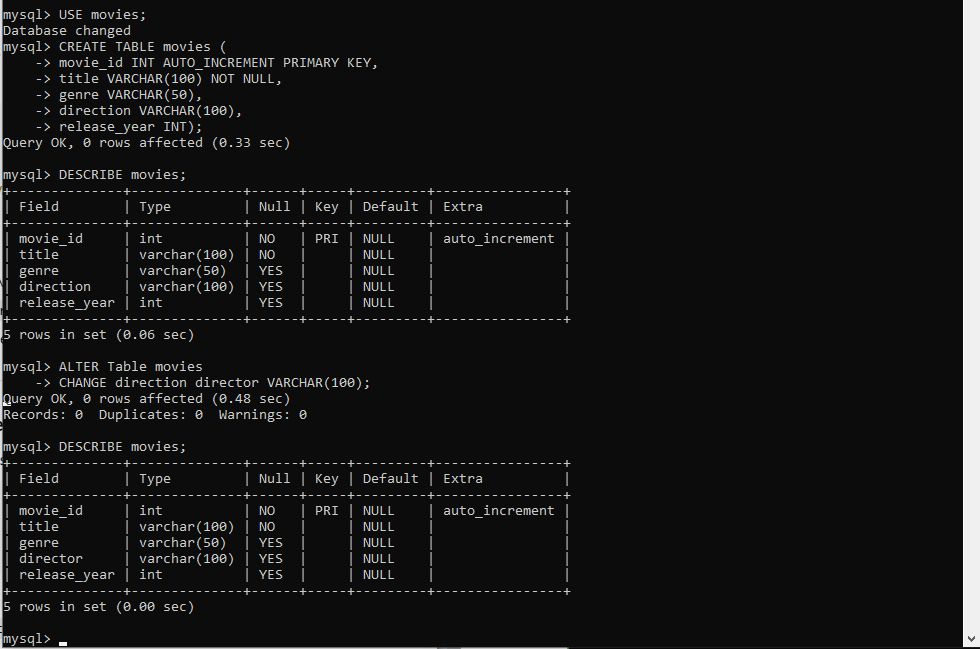 mysql> USE movies;
Database changed
mysql> CREATE TABLE movies (
    -> movie_id INT AUTO_INCREMENT PRIMARY KEY,
    -> title VARCHAR(100) NOT NULL,
    -> genre VARCHAR(50),
    -> direction VARCHAR(100),
    -> release_year INT);
Query OK, 0 rows affected (0.33 sec)

mysql> DESCRIBE movies;
+--------------+--------------+------+-----+---------+----------------+
| Field        | Type         | Null | Key | Default | Extra          |
+--------------+--------------+------+-----+---------+----------------+
| movie_id     | int          | NO   | PRI | NULL    | auto_increment |
| title        | varchar(100) | NO   |     | NULL    |                |
| genre        | varchar(50)  | YES  |     | NULL    |                |
| direction    | varchar(100) | YES  |     | NULL    |                |
| release_year | int          | YES  |     | NULL    |                |
+--------------+--------------+------+-----+---------+----------------+
5 rows in set (0.06 sec)

mysql> ALTER Table movies
    -> CHANGE direction director VARCHAR(100);
Query OK, 0 rows affected (0.48 sec)
Records: 0  Duplicates: 0  Warnings: 0

mysql> DESCRIBE movies;
+--------------+--------------+------+-----+---------+----------------+
| Field        | Type         | Null | Key | Default | Extra          |
+--------------+--------------+------+-----+---------+----------------+
| movie_id     | int          | NO   | PRI | NULL    | auto_increment |
| title        | varchar(100) | NO   |     | NULL    |                |
| genre        | varchar(50)  | YES  |     | NULL    |                |
| director     | varchar(100) | YES  |     | NULL    |                |
| release_year | int          | YES  |     | NULL    |                |
+--------------+--------------+------+-----+---------+----------------+
5 rows in set (0.00 sec)

mysql>